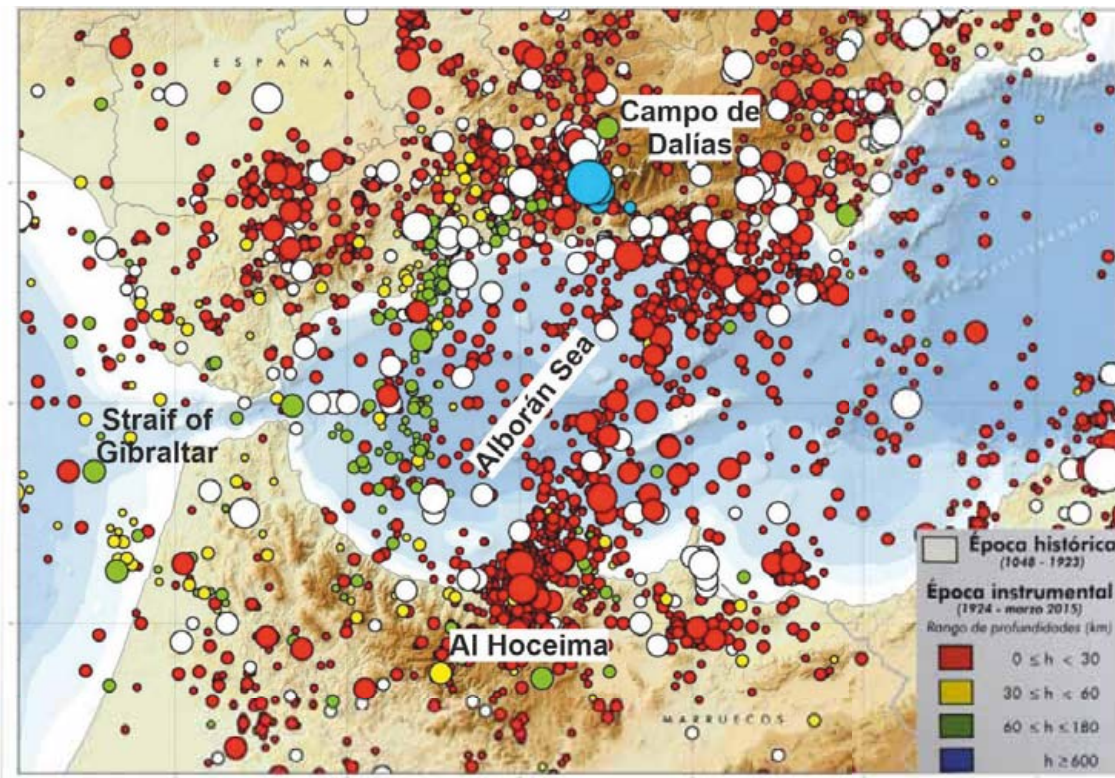 ESPAÑA
Campo de
Dalías
MEDITERRÁNEO
Alborán Sea
Straif of
Gibraltar
Al Hoceima
MARRUECOS
Época histórica
(1048 - 1923)
Época instrumental
(1924 - marzo 2015)
Rango de profundidades (km)
0 ≤ h < 30
30 ≤ h < 60
60 ≤ h ≤ 180
h ≥ 600